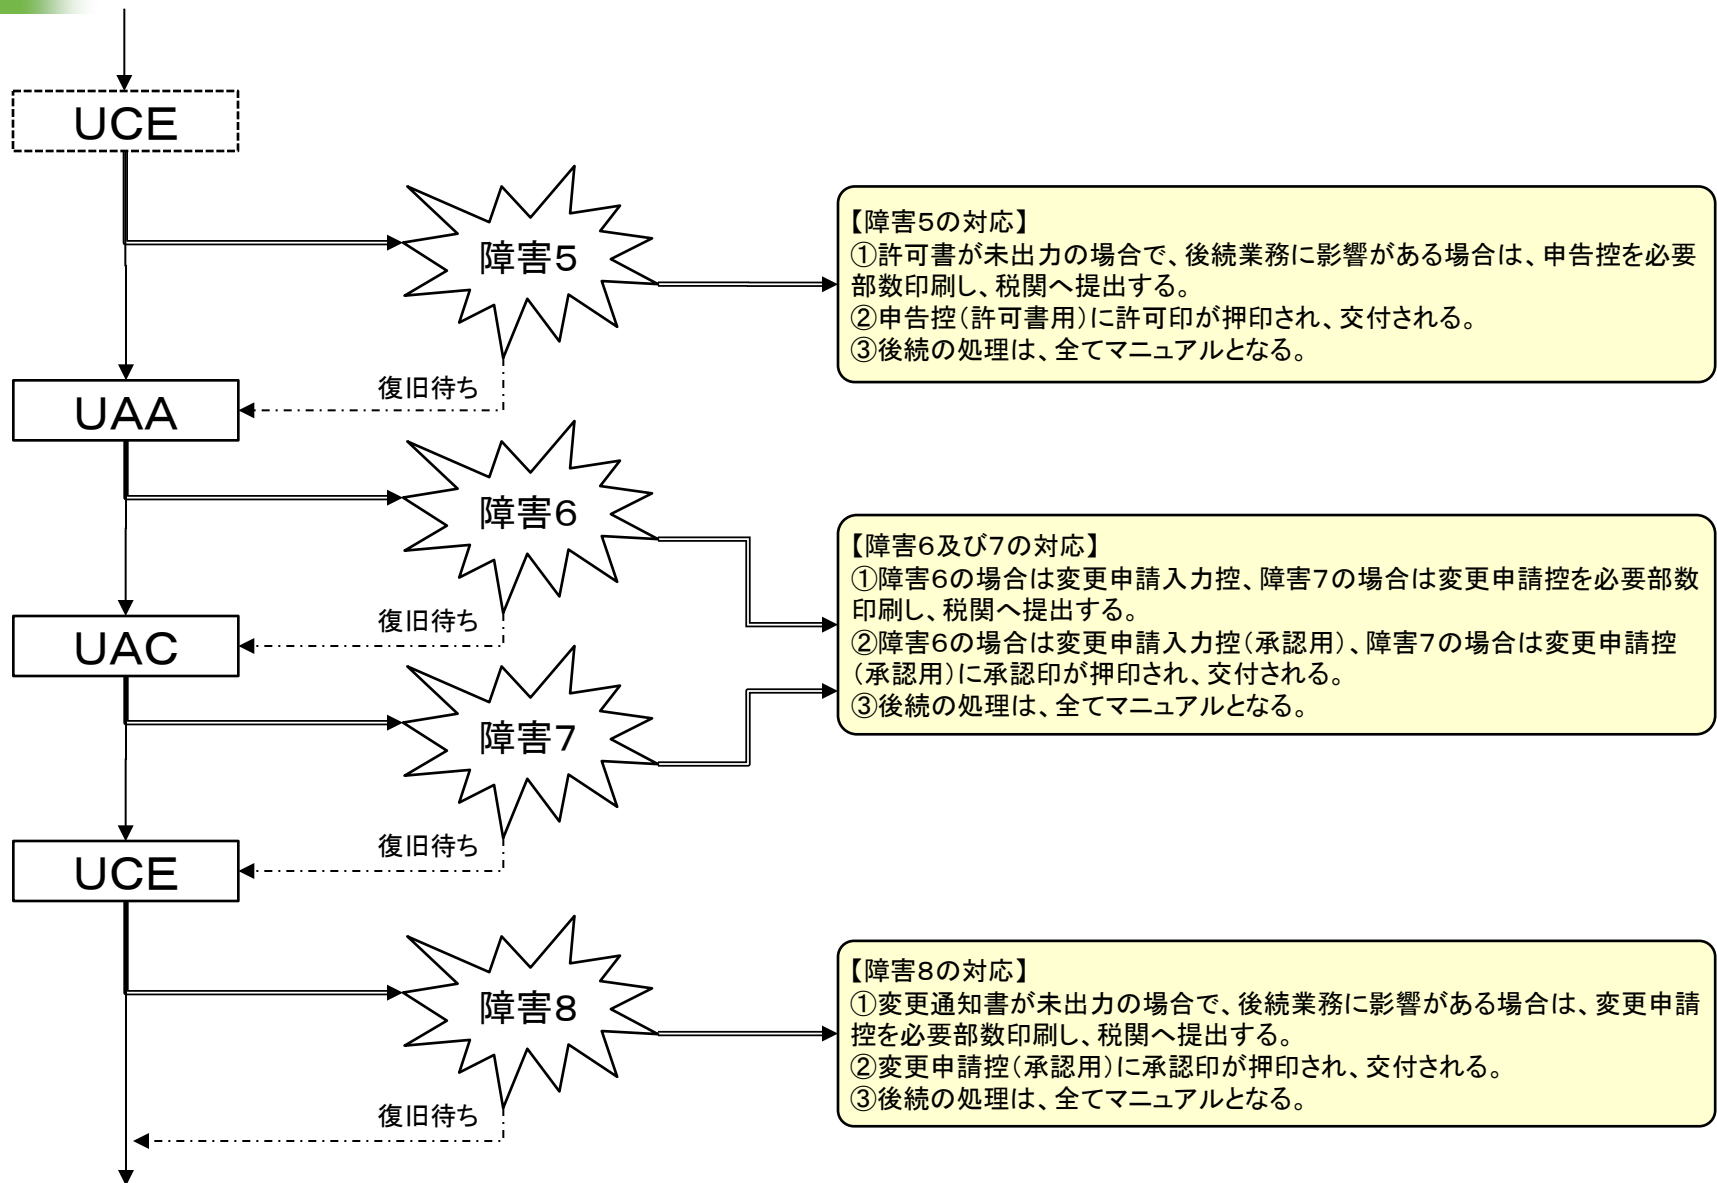 ＵＣＥ
障害５
【障害５の対応】
①許可書が未出力の場合で、後続業務に影響がある場合は、申告控を必要
部数印刷し、税関へ提出する。
②申告控（許可書用）に許可印が押印され、交付される。
③後続の処理は、全てマニュアルとなる。
復旧待ち
ＵＡＡ
障害６
【障害６及び７の対応】
①障害６の場合は変更申請入力控、障害７の場合は変更申請控を必要部数
印刷し、税関へ提出する。
②障害６の場合は変更申請入力控（承認用）、障害７の場合は変更申請控
（承認用）に承認印が押印され、交付される。
③後続の処理は、全てマニュアルとなる。
復旧待ち
ＵＡＣ
障害７
復旧待ち
ＵＣＥ
障害８
【障害８の対応】
①変更通知書が未出力の場合で、後続業務に影響がある場合は、変更申請
控を必要部数印刷し、税関へ提出する。
②変更申請控（承認用）に承認印が押印され、交付される。
③後続の処理は、全てマニュアルとなる。
復旧待ち